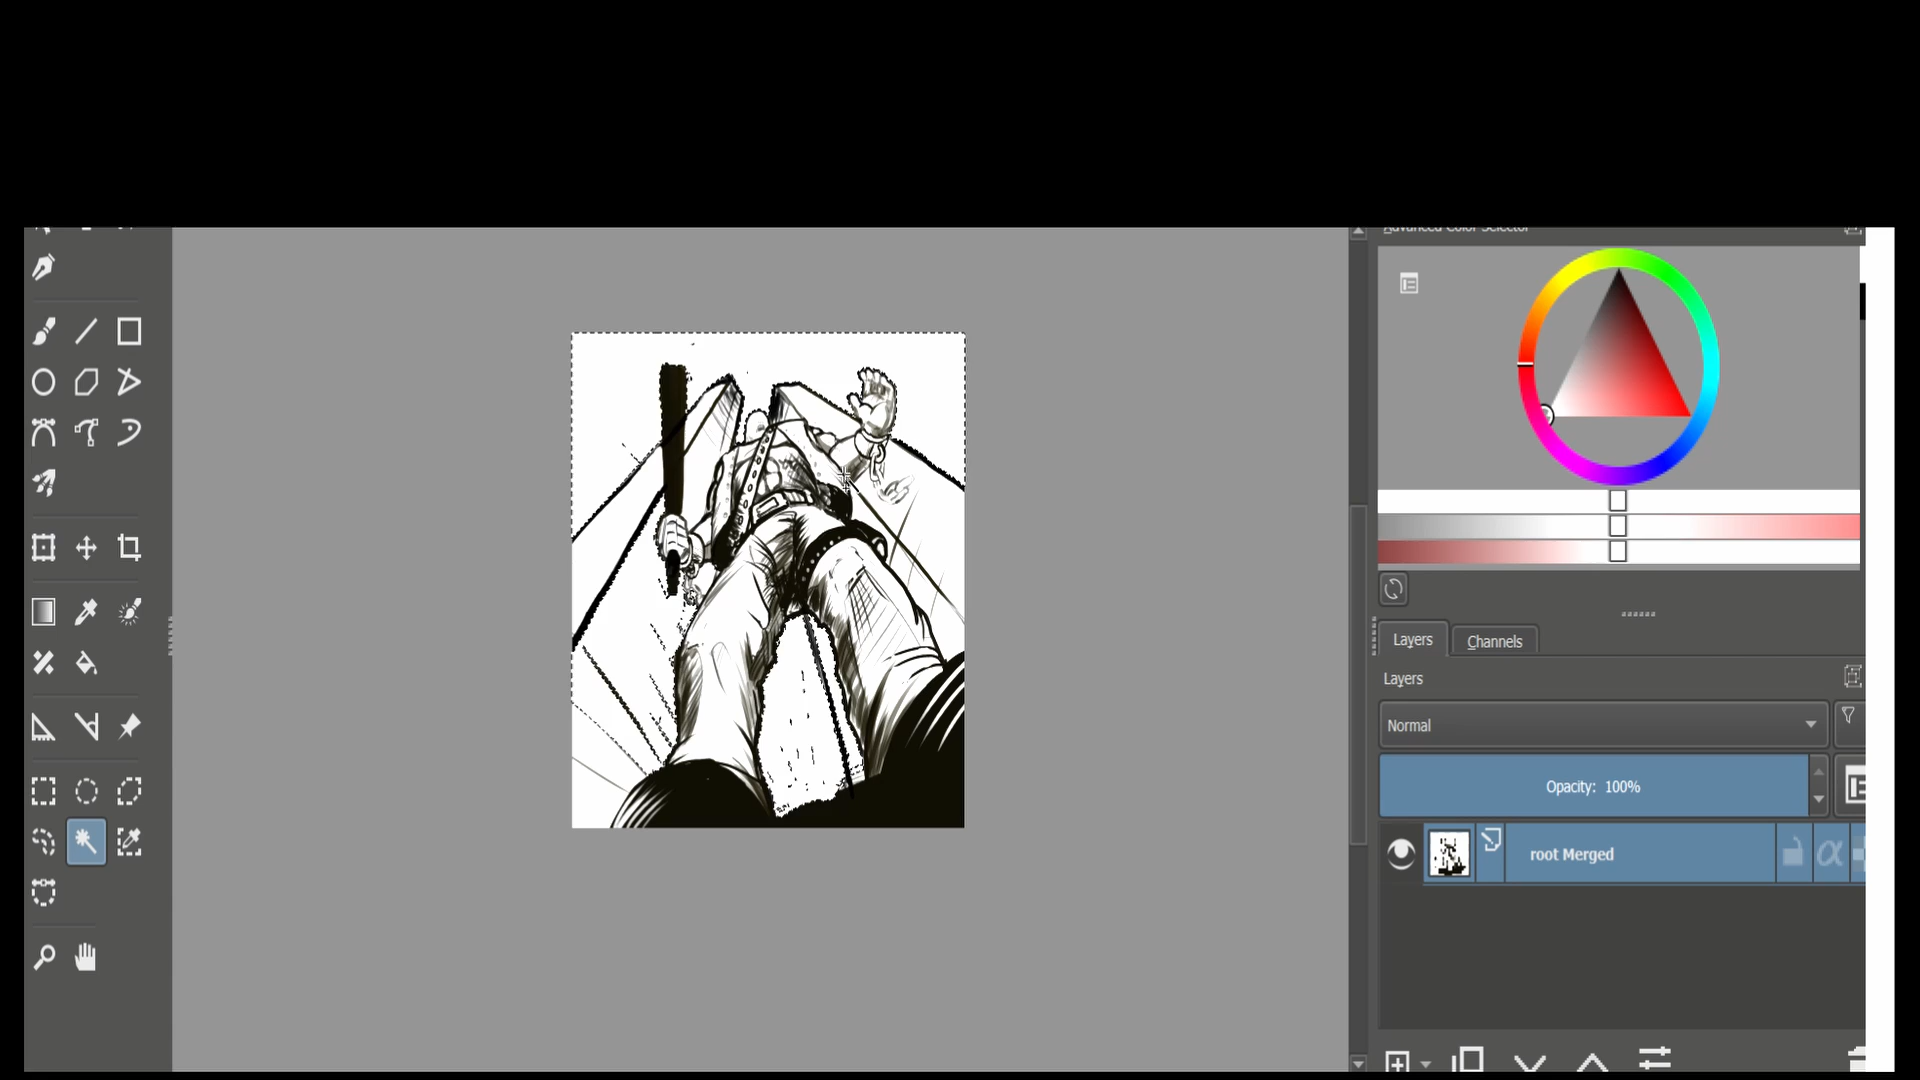 Advanced Color Selector
Layers
Channels
Layers
Normal
Opacity: 100%
root Merged